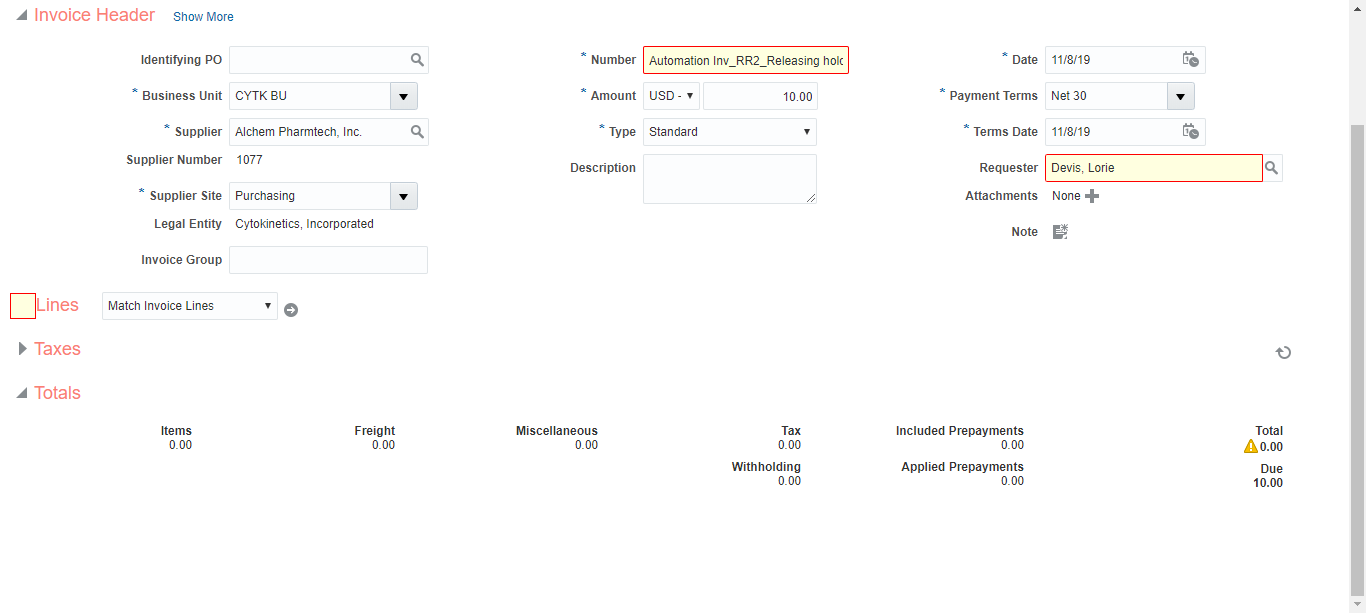 Invoice Header Show More
Identifying PO
* Number Automation Inv_RR2_Releasing hold
* Date 11/8/19
* Business Unit CYTK BU
* Amount USD - 10.00
* Payment Terms Net 30
* Supplier Alchem Pharmtech, Inc.
* Type Standard
* Terms Date 11/8/19
Supplier Number 1077
Description
Requester Devis, Lorie
* Supplier Site Purchasing
Attachments None
Legal Entity Cytokinetics, Incorporated
Note
Invoice Group
Lines Match Invoice Lines
Taxes
Totals
Items Freight Miscellaneous Tax Included Prepayments Total
0.00 0.00 0.00 0.00 0.00 0.00
Withholding Applied Prepayments Due
0.00 0.00 10.00